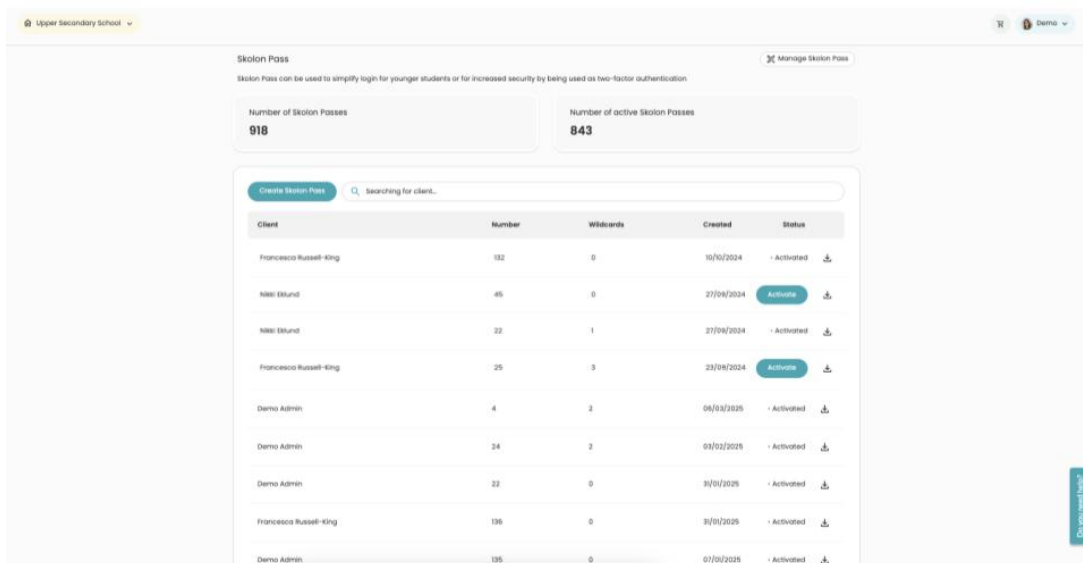 Upper Secondary School
Demo
Skolon Pass
Manage Skolon Pass
Skolon Pass can be used to simplify login for younger students or for increased security by being used as two-factor authentication
Number of Skolon Passes
918
Number of active Skolon Passes
843
Create Skolon Pass
Searching for client...
Client Number Wildcards Created Status
Francesca Russell-King 132 0 10/10/2024 Activated
Nikki Eklund 45 0 27/09/2024 Activate
Nikki Eklund 22 1 27/09/2024 Activated
Francesca Russell-King 25 3 23/09/2024 Activate
Demo Admin 4 2 06/03/2025 Activated
Demo Admin 24 2 03/02/2025 Activated
Demo Admin 22 0 31/01/2025 Activated
Francesca Russell-King 136 0 31/01/2025 Activated
Demo Admin 135 0 07/01/2025 Activated
Do you need help?